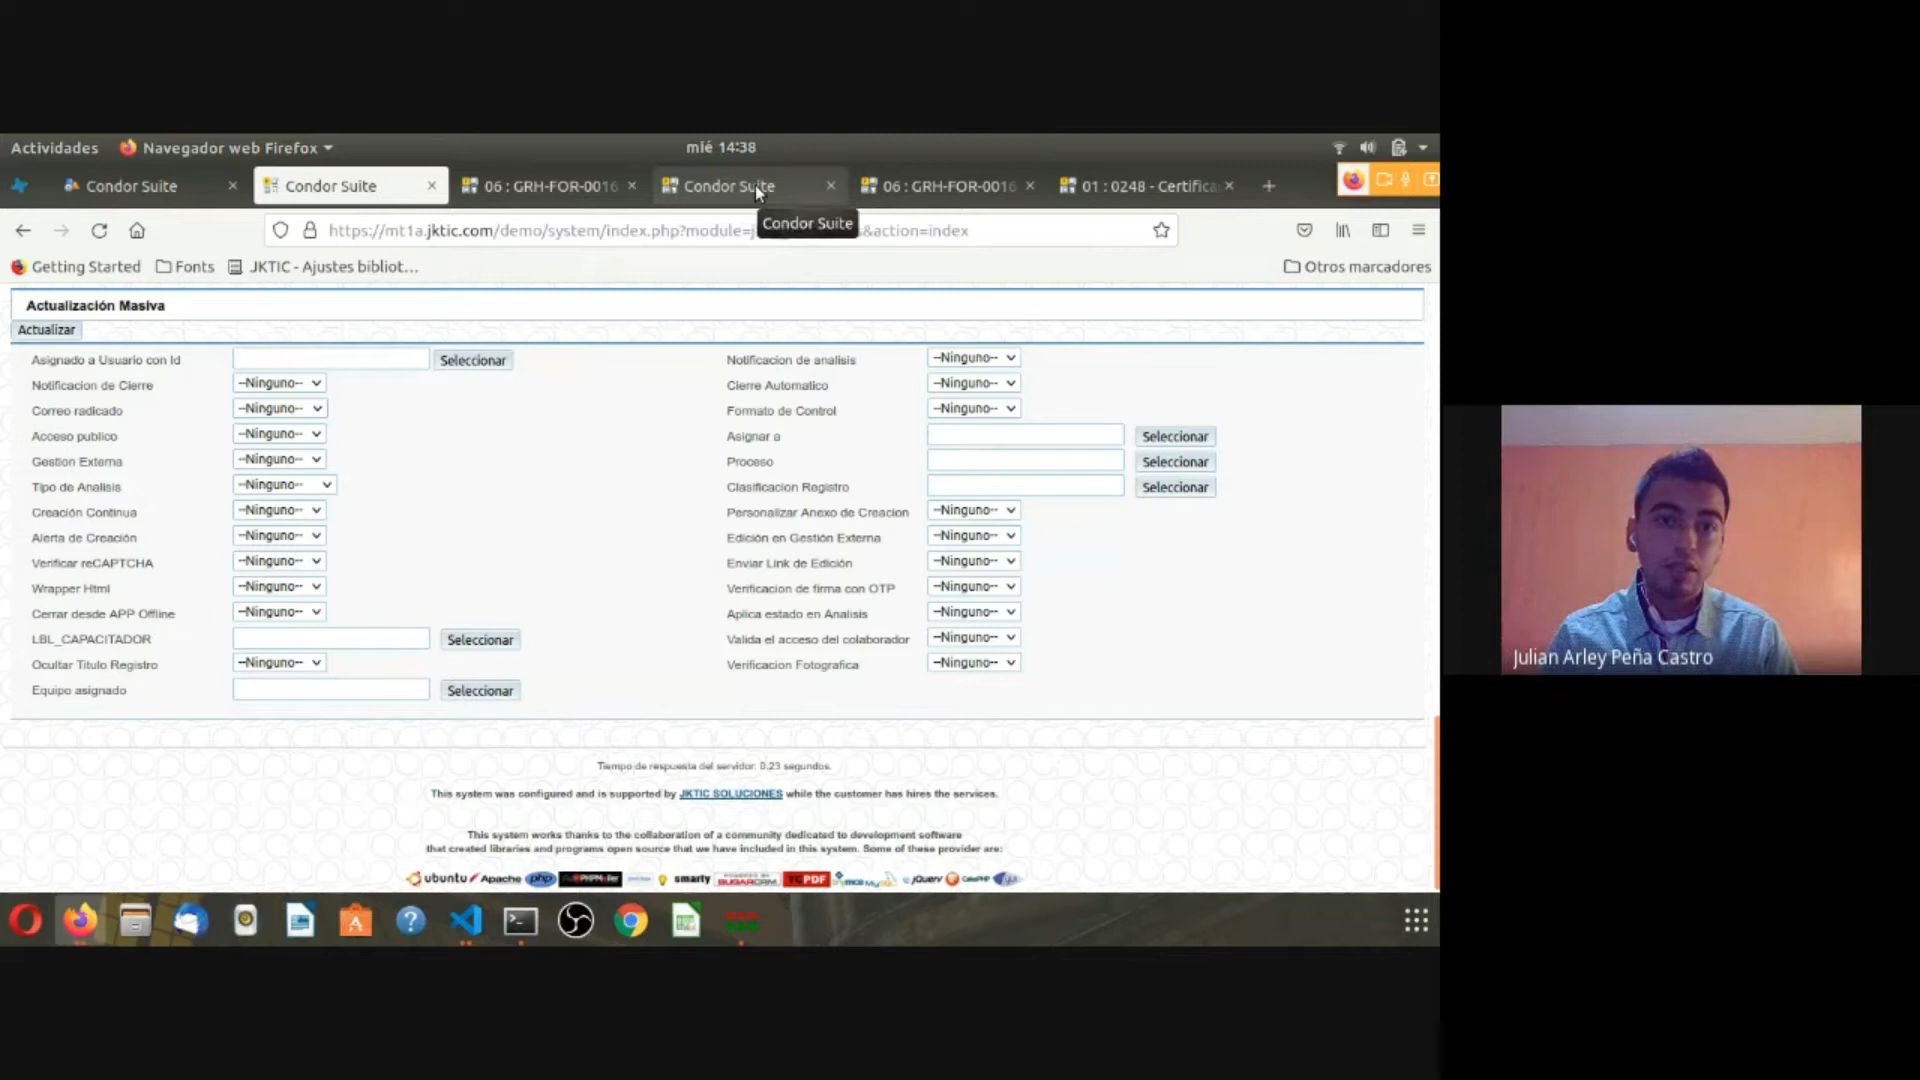 Actividades Navegador web Firefox mié 14:38
Condor Suite Condor Suite 06 : GRH-FOR-0016 Condor Suite 06 : GRH-FOR-0016 01 : 0248 - Certifica
https://mt1a.jktic.com/demo/system/index.php?module=j Condor Suite s&action=index
Getting Started Fonts JKTIC - Ajustes bibliot... Otros marcadores
Actualización Masiva
Actualizar
Asignado a Usuario con Id Seleccionar Notificacion de analisis --Ninguno--
Notificacion de Cierre --Ninguno-- Cierre Automatico --Ninguno--
Correo radicado --Ninguno-- Formato de Control --Ninguno--
Acceso publico --Ninguno-- Asignar a Seleccionar
Gestion Externa --Ninguno-- Proceso Seleccionar
Tipo de Analisis --Ninguno-- Clasificacion Registro Seleccionar
Creación Continua --Ninguno-- Personalizar Anexo de Creacion --Ninguno--
Alerta de Creación --Ninguno-- Edición en Gestión Externa --Ninguno--
Verificar reCAPTCHA --Ninguno-- Enviar Link de Edición --Ninguno--
Wrapper Html --Ninguno-- Verificacion de firma con OTP --Ninguno--
Cerrar desde APP Offline --Ninguno-- Aplica estado en Analisis --Ninguno--
LBL_CAPACITADOR Seleccionar Valida el acceso del colaborador --Ninguno--
Ocultar Titulo Registro --Ninguno-- Verificacion Fotografica --Ninguno--
Equipo asignado Seleccionar
Tiempo de respuesta del servidor: 0.23 segundos.
This system was configured and is supported by JKTIC SOLUCIONES while the customer has hires the services.
This system works thanks to the collaboration of a community dedicated to development software
that created libraries and programs open source that we have included in this system. Some of these provider are:
ubuntu Apache php PHPMailer smarty SUGARCRM TCPDF MySQL jQuery CakePHP
Julian Arley Peña Castro